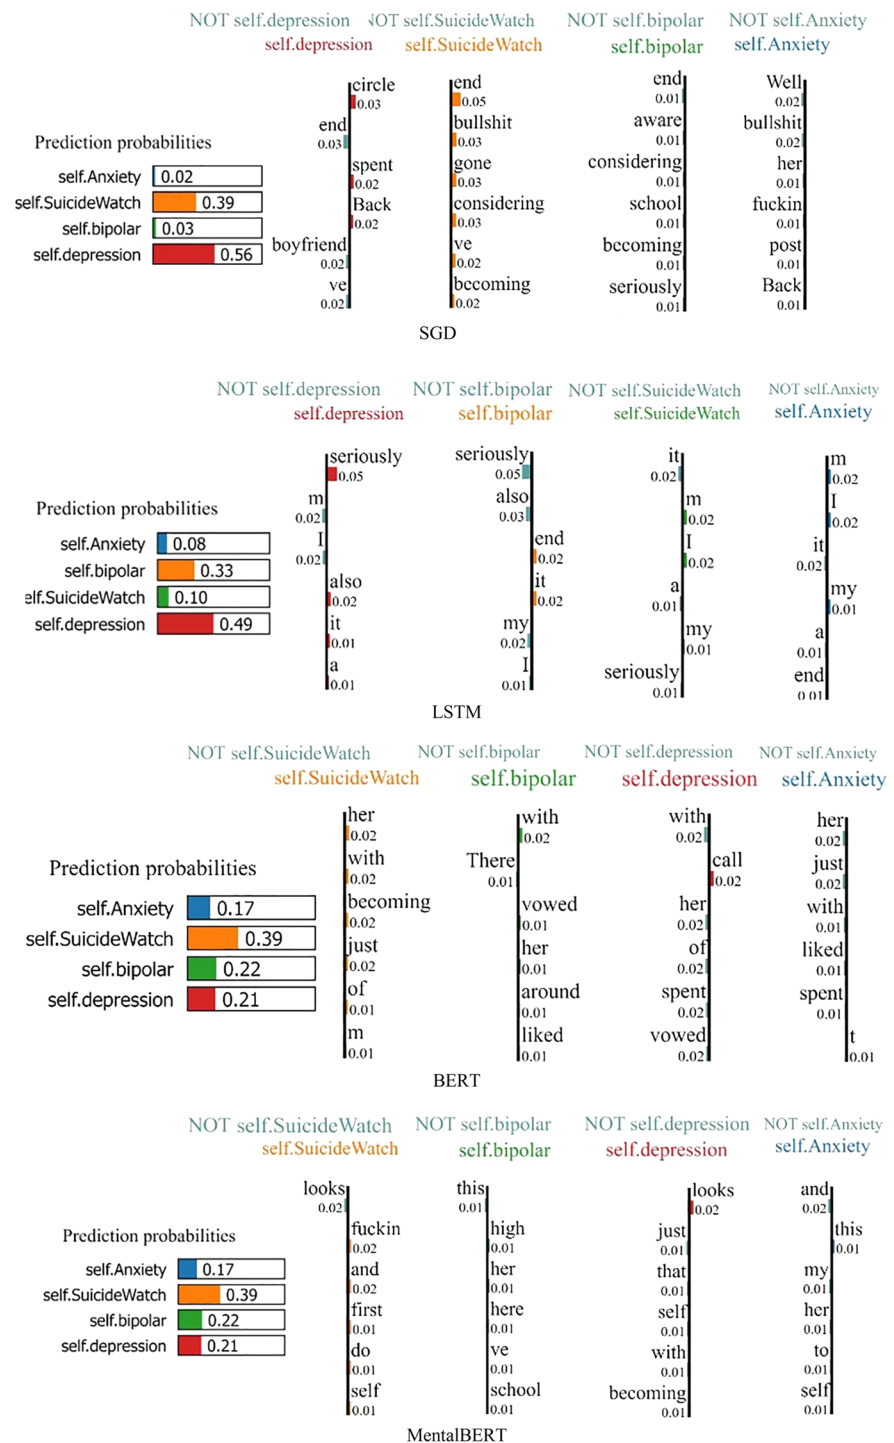 NOT self.depression NOT self.SuicideWatch NOT self.bipolar NOT self.Anxiety
self.depression self.SuicideWatch self.bipolar self.Anxiety
Prediction probabilities
self.Anxiety 0.02
self.SuicideWatch 0.39
self.bipolar 0.03
self.depression 0.56
circle
0.03
end
0.03
spent
0.02
Back
0.02
boyfriend
0.02
ve
0.02
end
0.05
bullshit
0.03
gone
0.03
considering
0.03
ve
0.02
becoming
0.02
end
0.01
aware
0.01
considering
0.01
school
0.01
becoming
0.01
seriously
0.01
Well
0.02
bullshit
0.02
her
0.01
fuckin
0.01
post
0.01
Back
0.01
SGD
NOT self.depression NOT self.bipolar NOT self.SuicideWatch NOT self.Anxiety
self.depression self.bipolar self.SuicideWatch self.Anxiety
Prediction probabilities
self.Anxiety 0.08
self.bipolar 0.33
elf.SuicideWatch 0.10
self.depression 0.49
seriously
0.05
m
0.02
I
0.02
also
0.02
it
0.01
a
0.01
seriously
0.05
also
0.03
end
0.02
it
0.02
my
0.02
I
0.01
it
0.02
m
0.02
I
0.02
a
0.01
my
0.01
seriously
0.01
m
0.02
I
0.02
it
0.02
my
0.01
a
0.01
end
0.01
LSTM
NOT self.SuicideWatch NOT self.bipolar NOT self.depression NOT self.Anxiety
self.SuicideWatch self.bipolar self.depression self.Anxiety
Prediction probabilities
self.Anxiety 0.17
self.SuicideWatch 0.39
self.bipolar 0.22
self.depression 0.21
her
0.02
with
0.02
becoming
0.02
just
0.02
of
0.01
m
0.01
with
0.02
There
0.01
vowed
0.01
her
0.01
around
0.01
liked
0.01
with
0.02
call
0.02
her
0.02
of
0.02
spent
0.02
vowed
0.02
her
0.02
just
0.02
with
0.01
liked
0.01
spent
0.01
t
0.01
BERT
NOT self.SuicideWatch NOT self.bipolar NOT self.depression NOT self.Anxiety
self.SuicideWatch self.bipolar self.depression self.Anxiety
Prediction probabilities
self.Anxiety 0.17
self.SuicideWatch 0.39
self.bipolar 0.22
self.depression 0.21
looks
0.02
fuckin
0.02
and
0.02
first
0.01
do
0.01
self
0.01
this
0.01
high
0.01
her
0.01
here
0.01
ve
0.01
school
0.01
looks
0.02
just
0.01
that
0.01
self
0.01
with
0.01
becoming
0.01
and
0.02
this
0.01
my
0.01
her
0.01
to
0.01
self
0.01
MentalBERT